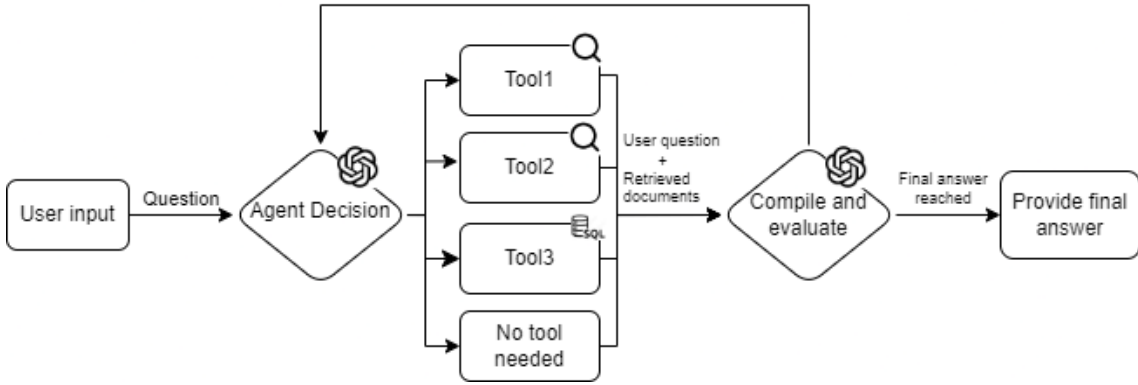 User input
Question
Agent Decision
Tool1
Tool2
SQL
Tool3
No tool
needed
User question
+
Retrieved
documents
Compile and
evaluate
Final answer
reached
Provide final
answer